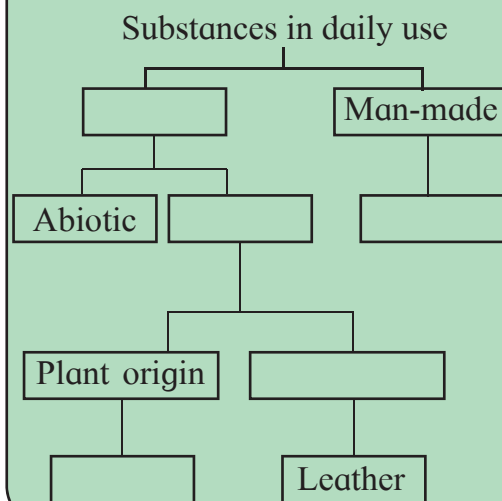 Substances in daily use
Man-made
Abiotic
Plant origin
Leather